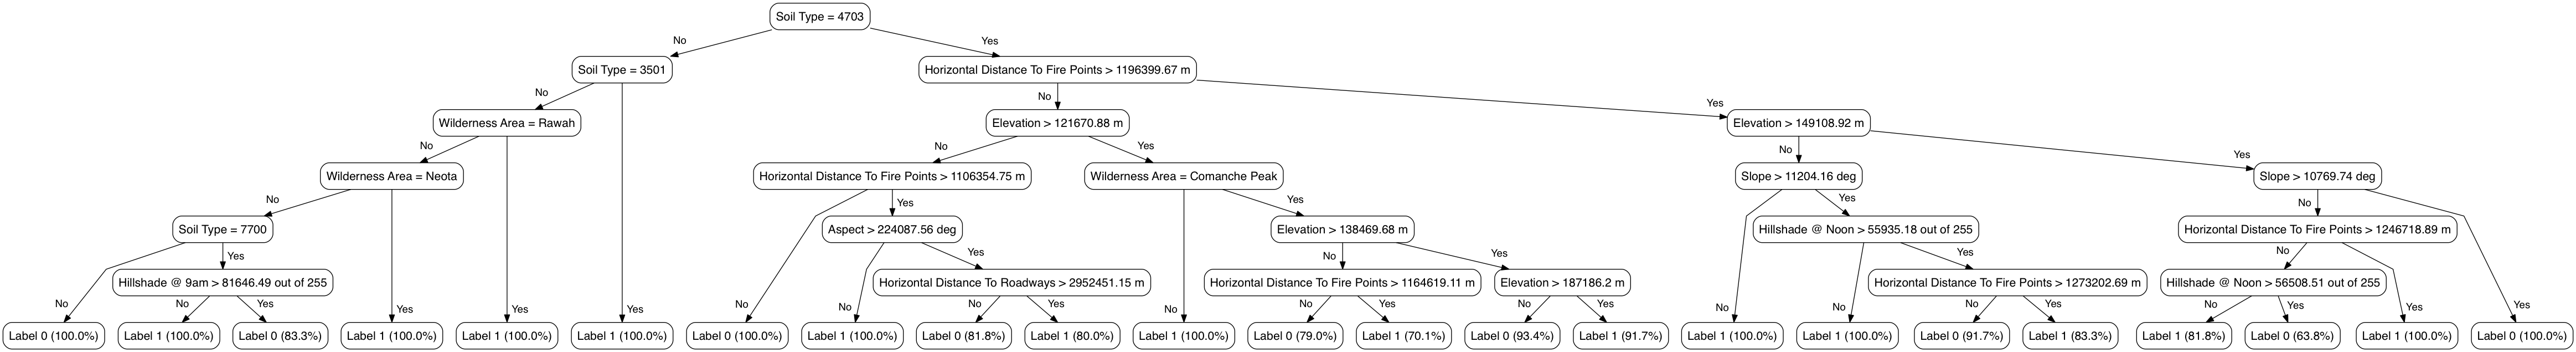 Soil Type = 4703
No
Yes
Soil Type = 3501
Horizontal Distance To Fire Points > 1196399.67 m
No
No
Yes
Wilderness Area = Rawah
Elevation > 121670.88 m
Elevation > 149108.92 m
No
No
Yes
No
Yes
Wilderness Area = Neota
Horizontal Distance To Fire Points > 1106354.75 m
Wilderness Area = Comanche Peak
Slope > 11204.16 deg
Slope > 10769.74 deg
No
Yes
Yes
Yes
No
Soil Type = 7700
Aspect > 224087.56 deg
Elevation > 138469.68 m
Hillshade @ Noon > 55935.18 out of 255
Horizontal Distance To Fire Points > 1246718.89 m
Yes
Yes
No
Yes
Yes
No
Hillshade @ 9am > 81646.49 out of 255
Horizontal Distance To Roadways > 2952451.15 m
Horizontal Distance To Fire Points > 1164619.11 m
Elevation > 187186.2 m
Horizontal Distance To Fire Points > 1273202.69 m
Hillshade @ Noon > 56508.51 out of 255
No
No
Yes
Yes
Yes
Yes
No
No
No
Yes
No
No
Yes
No
Yes
No
No
No
Yes
No
Yes
Yes
Yes
Label 0 (100.0%)
Label 1 (100.0%)
Label 0 (83.3%)
Label 1 (100.0%)
Label 1 (100.0%)
Label 1 (100.0%)
Label 0 (100.0%)
Label 1 (100.0%)
Label 0 (81.8%)
Label 1 (80.0%)
Label 1 (100.0%)
Label 0 (79.0%)
Label 1 (70.1%)
Label 0 (93.4%)
Label 1 (91.7%)
Label 1 (100.0%)
Label 1 (100.0%)
Label 0 (91.7%)
Label 1 (83.3%)
Label 1 (81.8%)
Label 0 (63.8%)
Label 1 (100.0%)
Label 0 (100.0%)